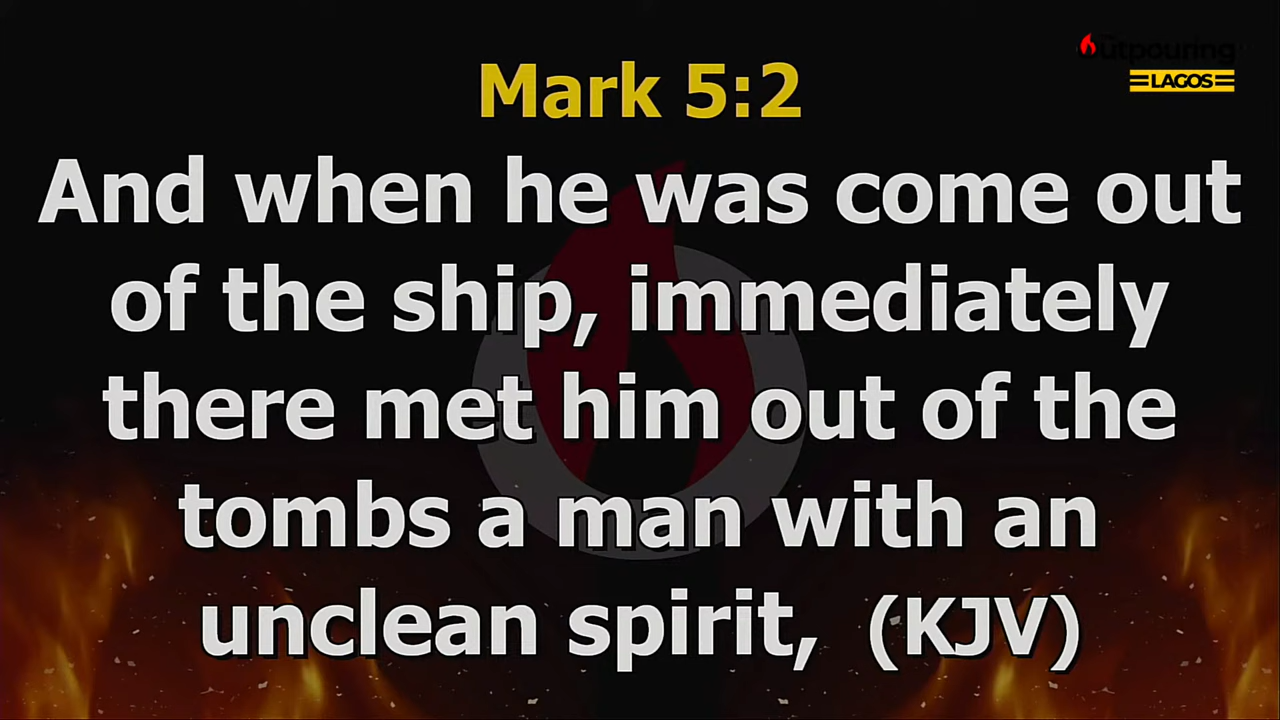 Outpouring
LAGOS
Mark 5:2
And when he was come out
of the ship, immediately
there met him out of the
tombs a man with an
unclean spirit, (KJV)